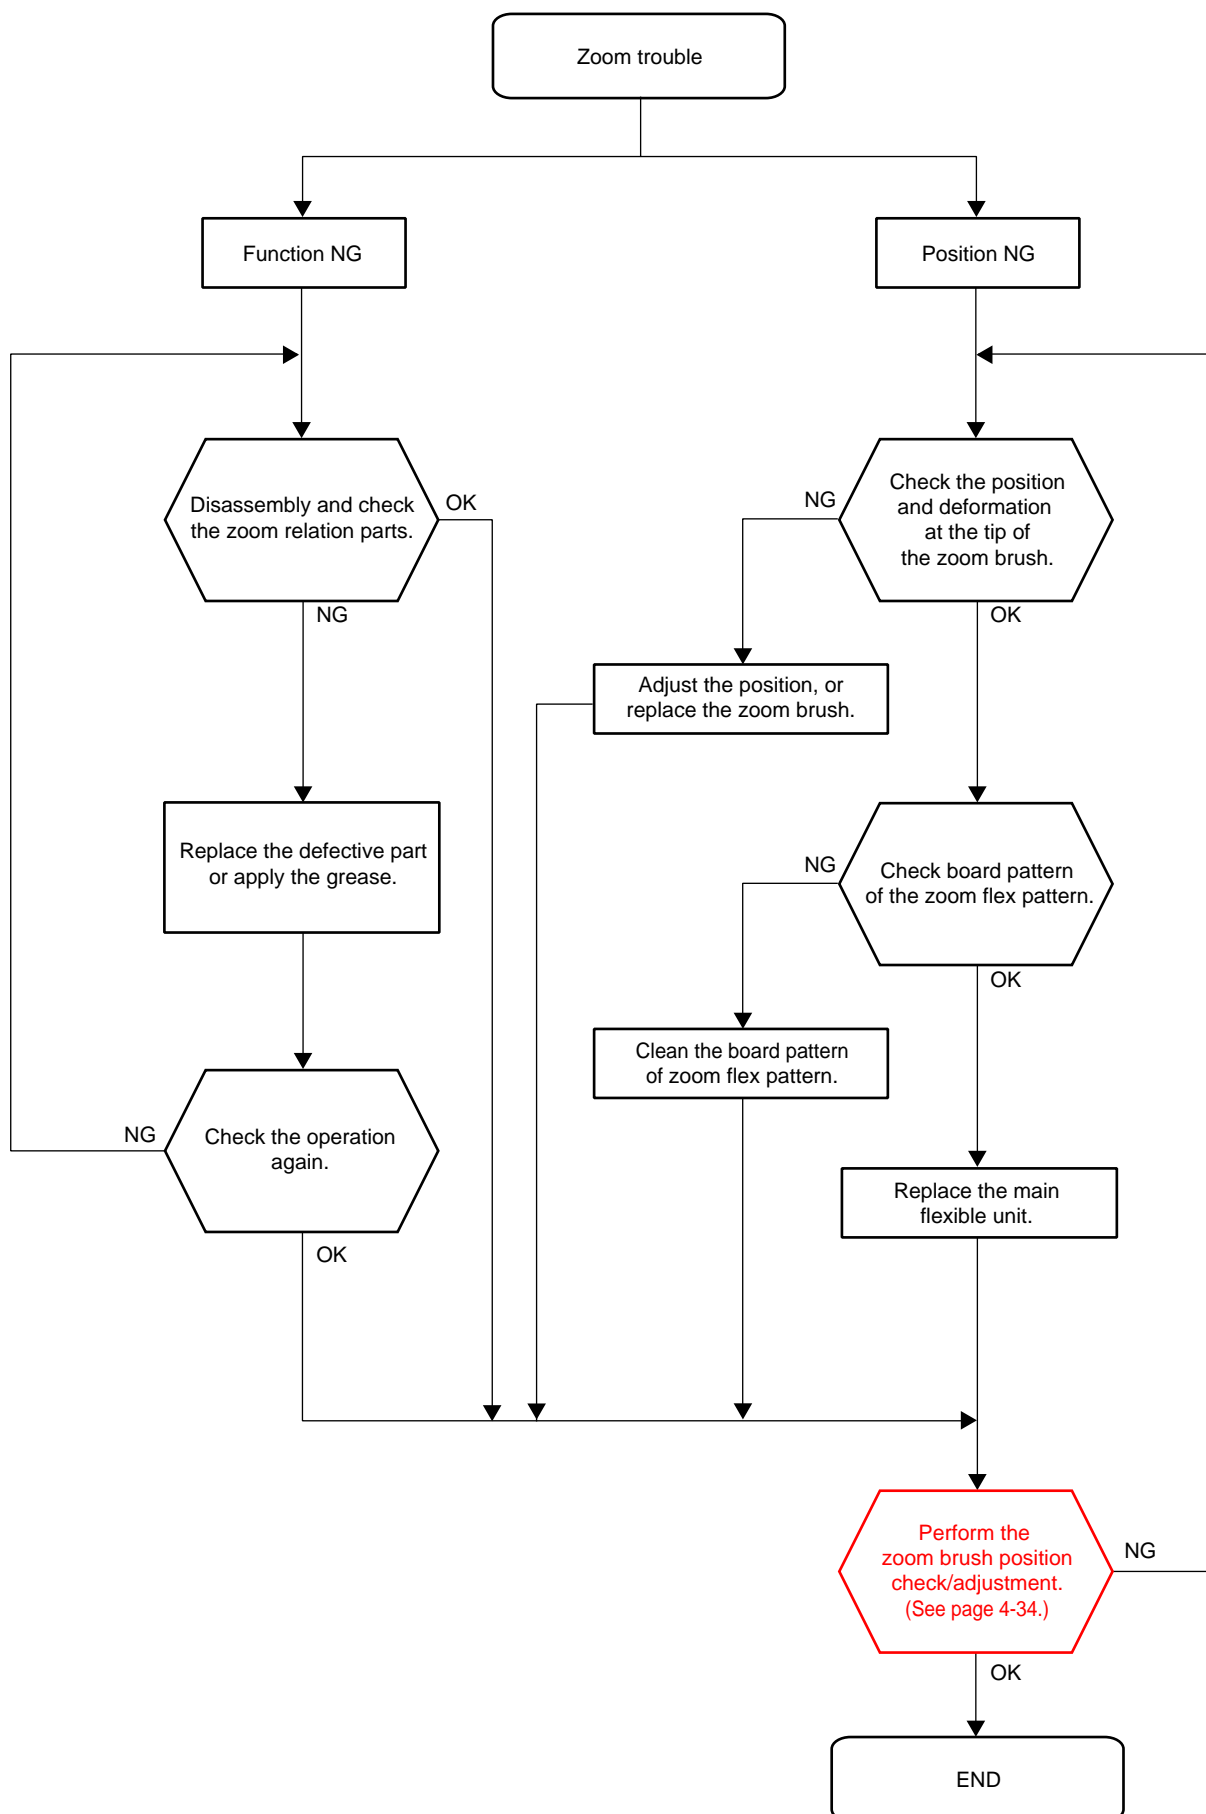 Zoom trouble
Function NG
Position NG
Disassembly and check
the zoom relation parts.
OK
NG
Check the position
and deformation
at the tip of
the zoom brush.
NG
OK
Adjust the position, or
replace the zoom brush.
Replace the defective part
or apply the grease.
Check board pattern
of the zoom flex pattern.
NG
OK
Clean the board pattern
of zoom flex pattern.
Check the operation
again.
NG
OK
Replace the main
flexible unit.
Perform the
zoom brush position
check/adjustment.
(See page 4-34.)
NG
OK
END